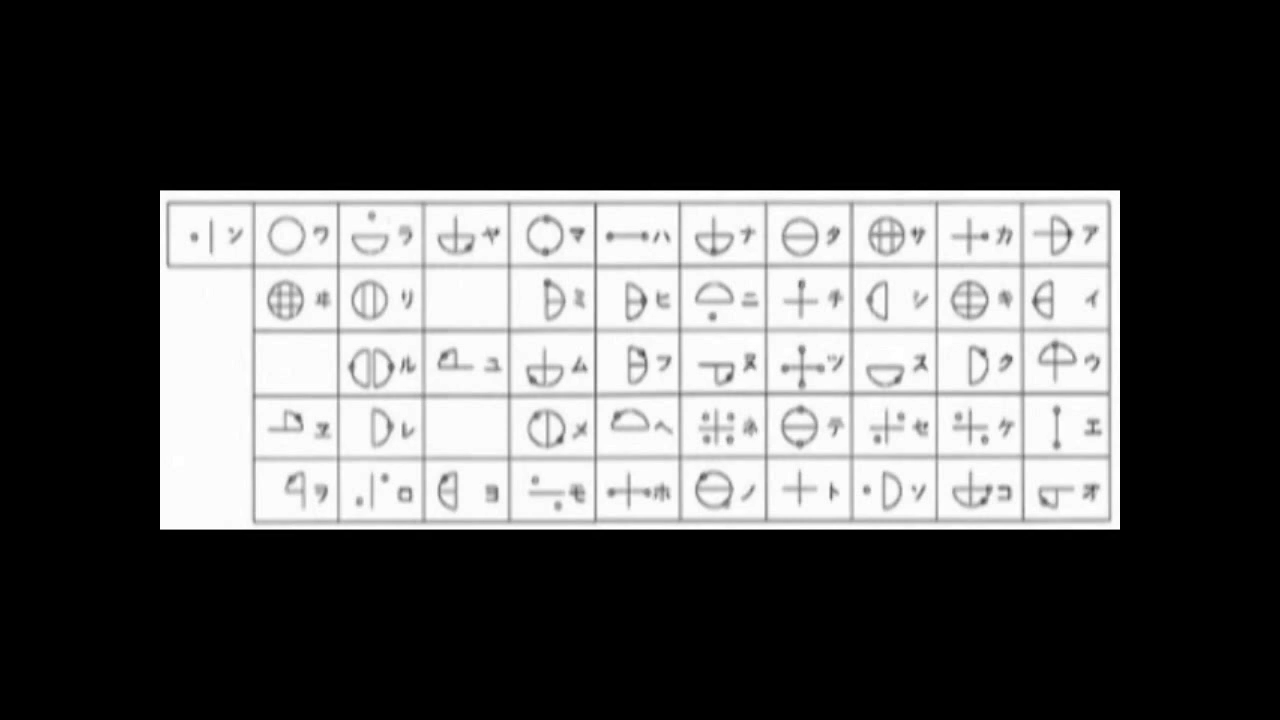 ア カ サ タ ナ ハ マ ヤ ラ ワ ン
イ キ シ チ ニ ヒ ミ リ ヰ
ウ ク ス ツ ヌ フ ム ユ ル
エ ケ セ テ ネ ヘ メ レ ヱ
オ コ ソ ト ノ ホ モ ヨ ロ ヲ